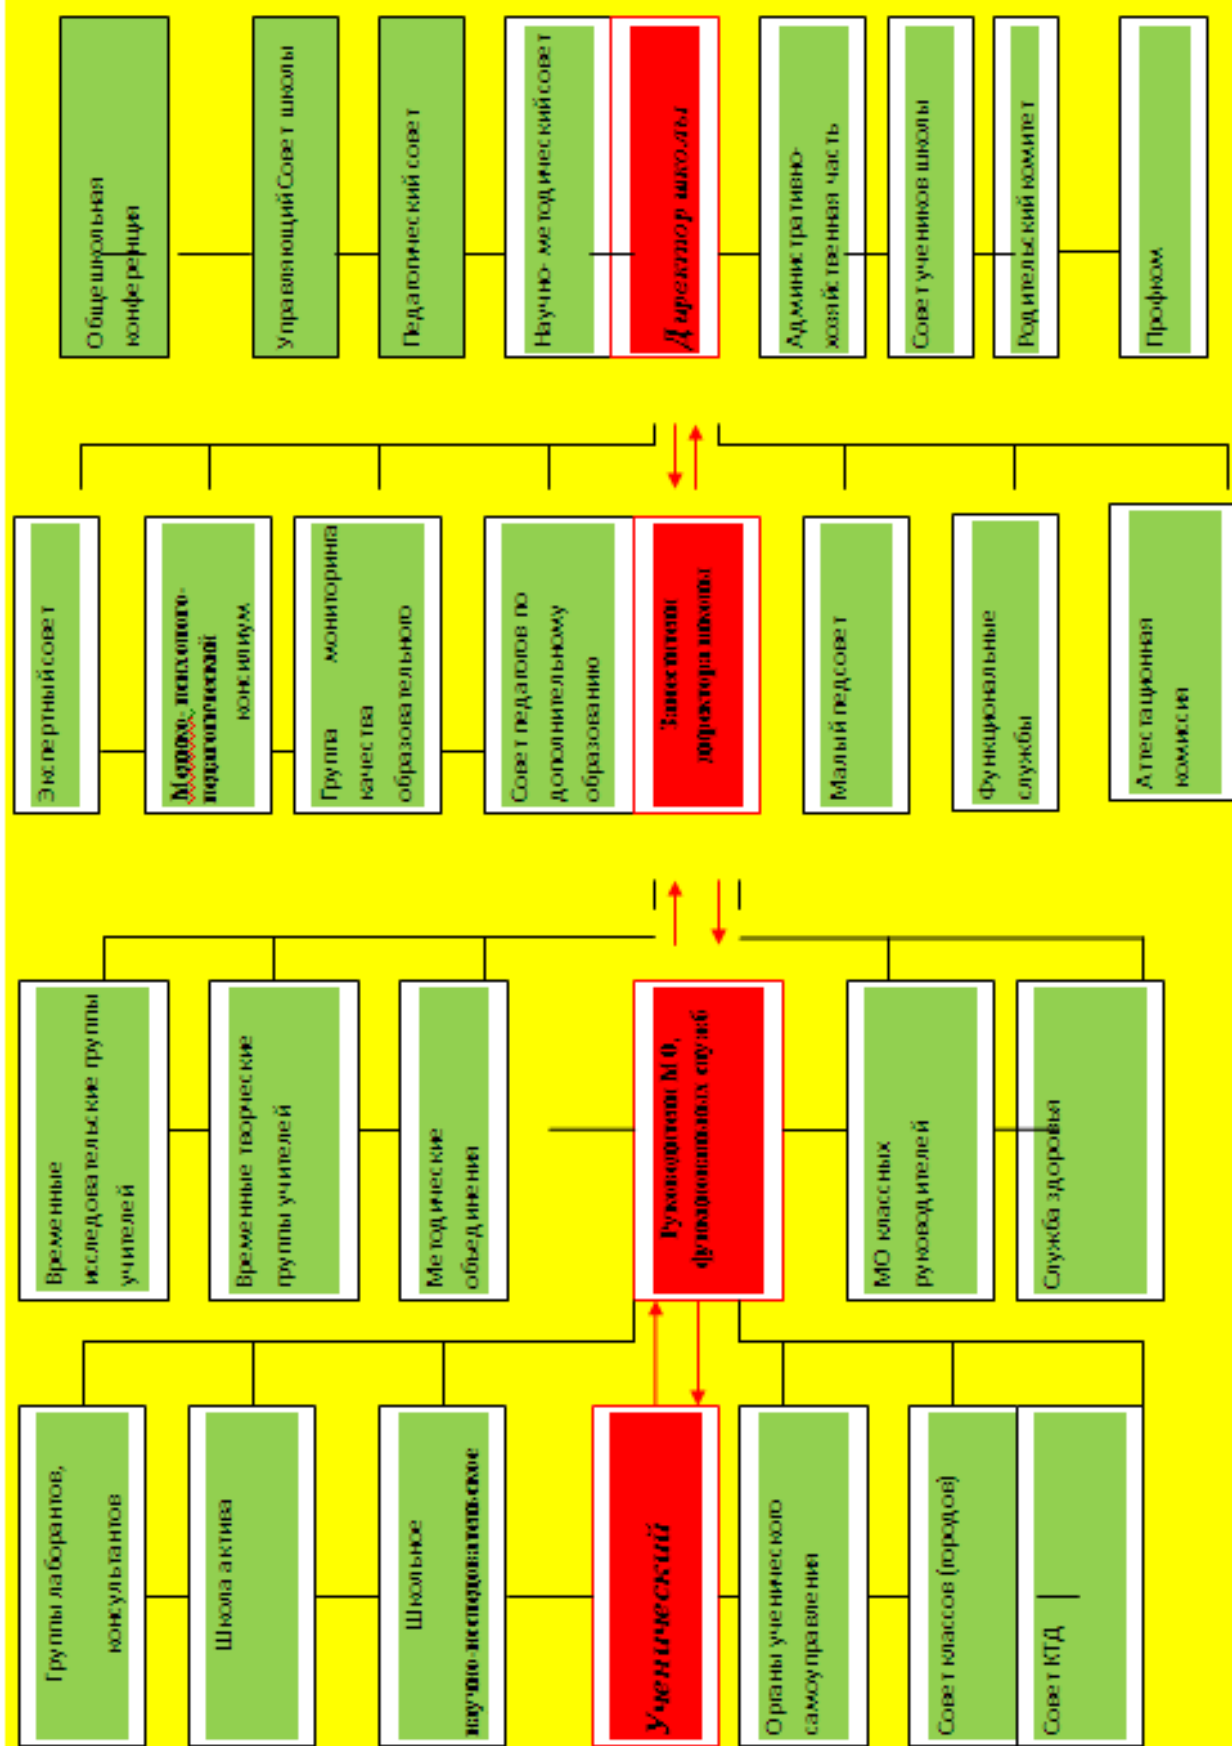 Общешкольная
конференция
Управляющий Совет школы
Педагогический совет
Научно- методический совет
Директор школы
Административно-
хозяйственная часть
Совет учеников школы
Родительский комитет
Профком
Экспертный совет
Медико- психолого-
педагогический
консилиум
Группа мониторинга
качества
образовательного
Совет педагогов по
дополнительному
образованию
Заместители
директора школы
Малый педсовет
Функциональные
службы
Аттестационная
комиссия
Временные
исследовательские группы
учителей
Временные творческие
группы учителей
Методические
объединения
Руководители МО,
функциональных служб
МО классных
руководителей
Служба здоровья
Группы лаборантов,
консультантов
Школа актива
Школьное
научно-исследовательское
Ученический
Органы ученического
самоуправления
Совет классов (городов)
Совет КТД